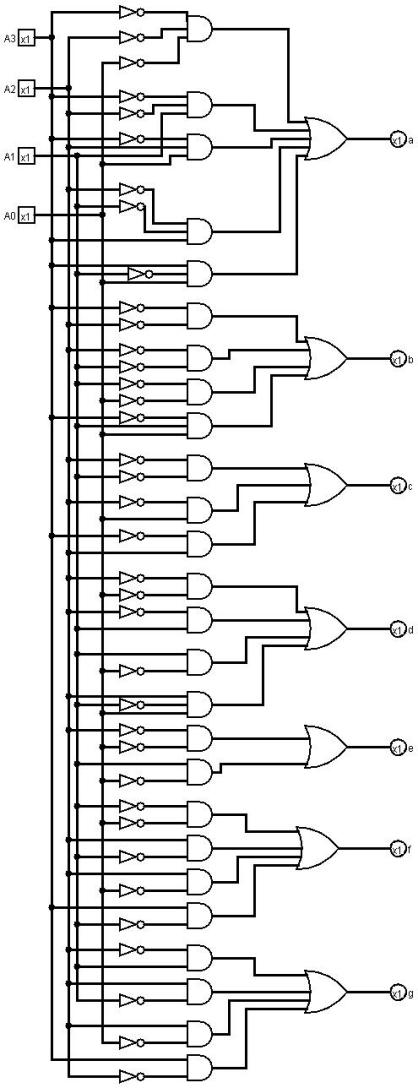 A3 x1
A2 x1
A1 x1
A0 x1
x1 a
x1 b
x1 c
x1 d
x1 e
x1 f
x1 g